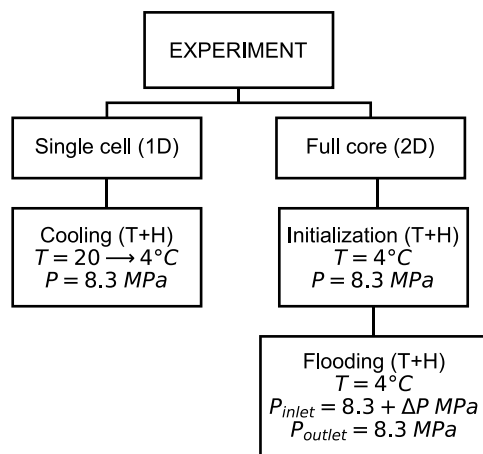 EXPERIMENT
Single cell (1D)
Full core (2D)
Cooling (T+H)
T = 20 ⟶ 4°C
P = 8.3 MPa
Initialization (T+H)
T = 4°C
P = 8.3 MPa
Flooding (T+H)
T = 4°C
P_inlet = 8.3 + ΔP MPa
P_outlet = 8.3 MPa